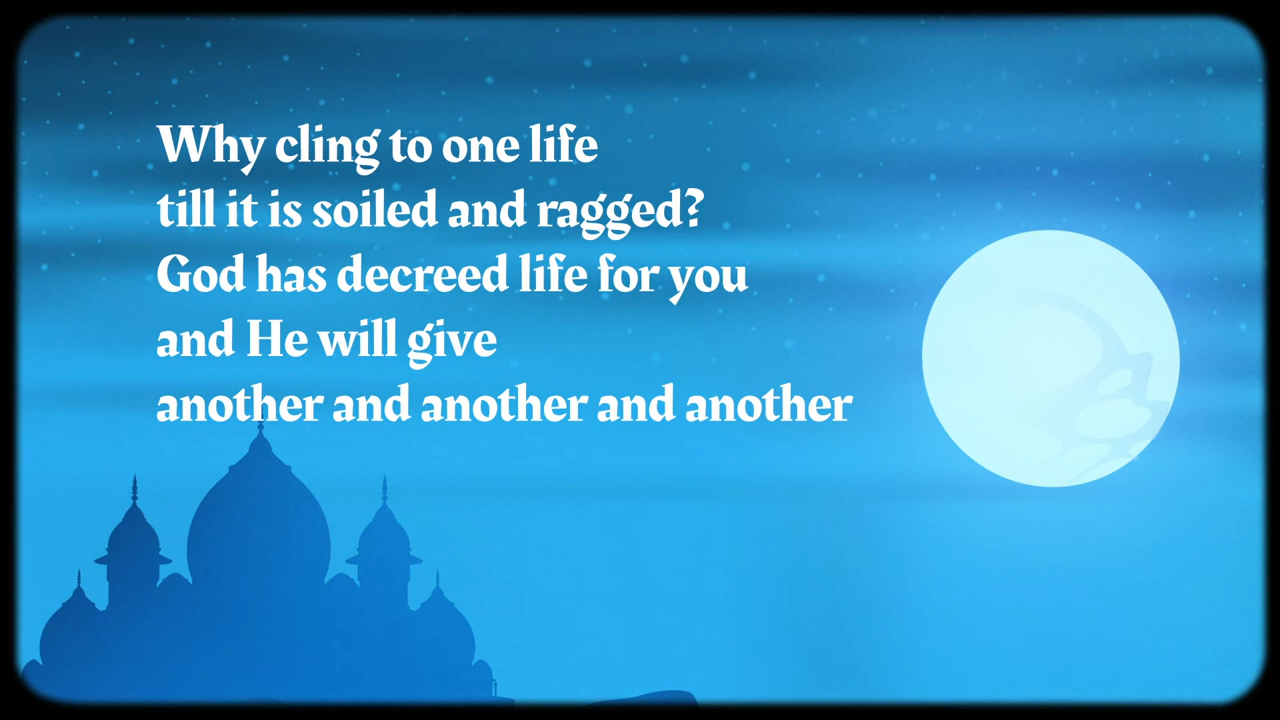 Why cling to one life
till it is soiled and ragged?
God has decreed life for you
and He will give
another and another and another